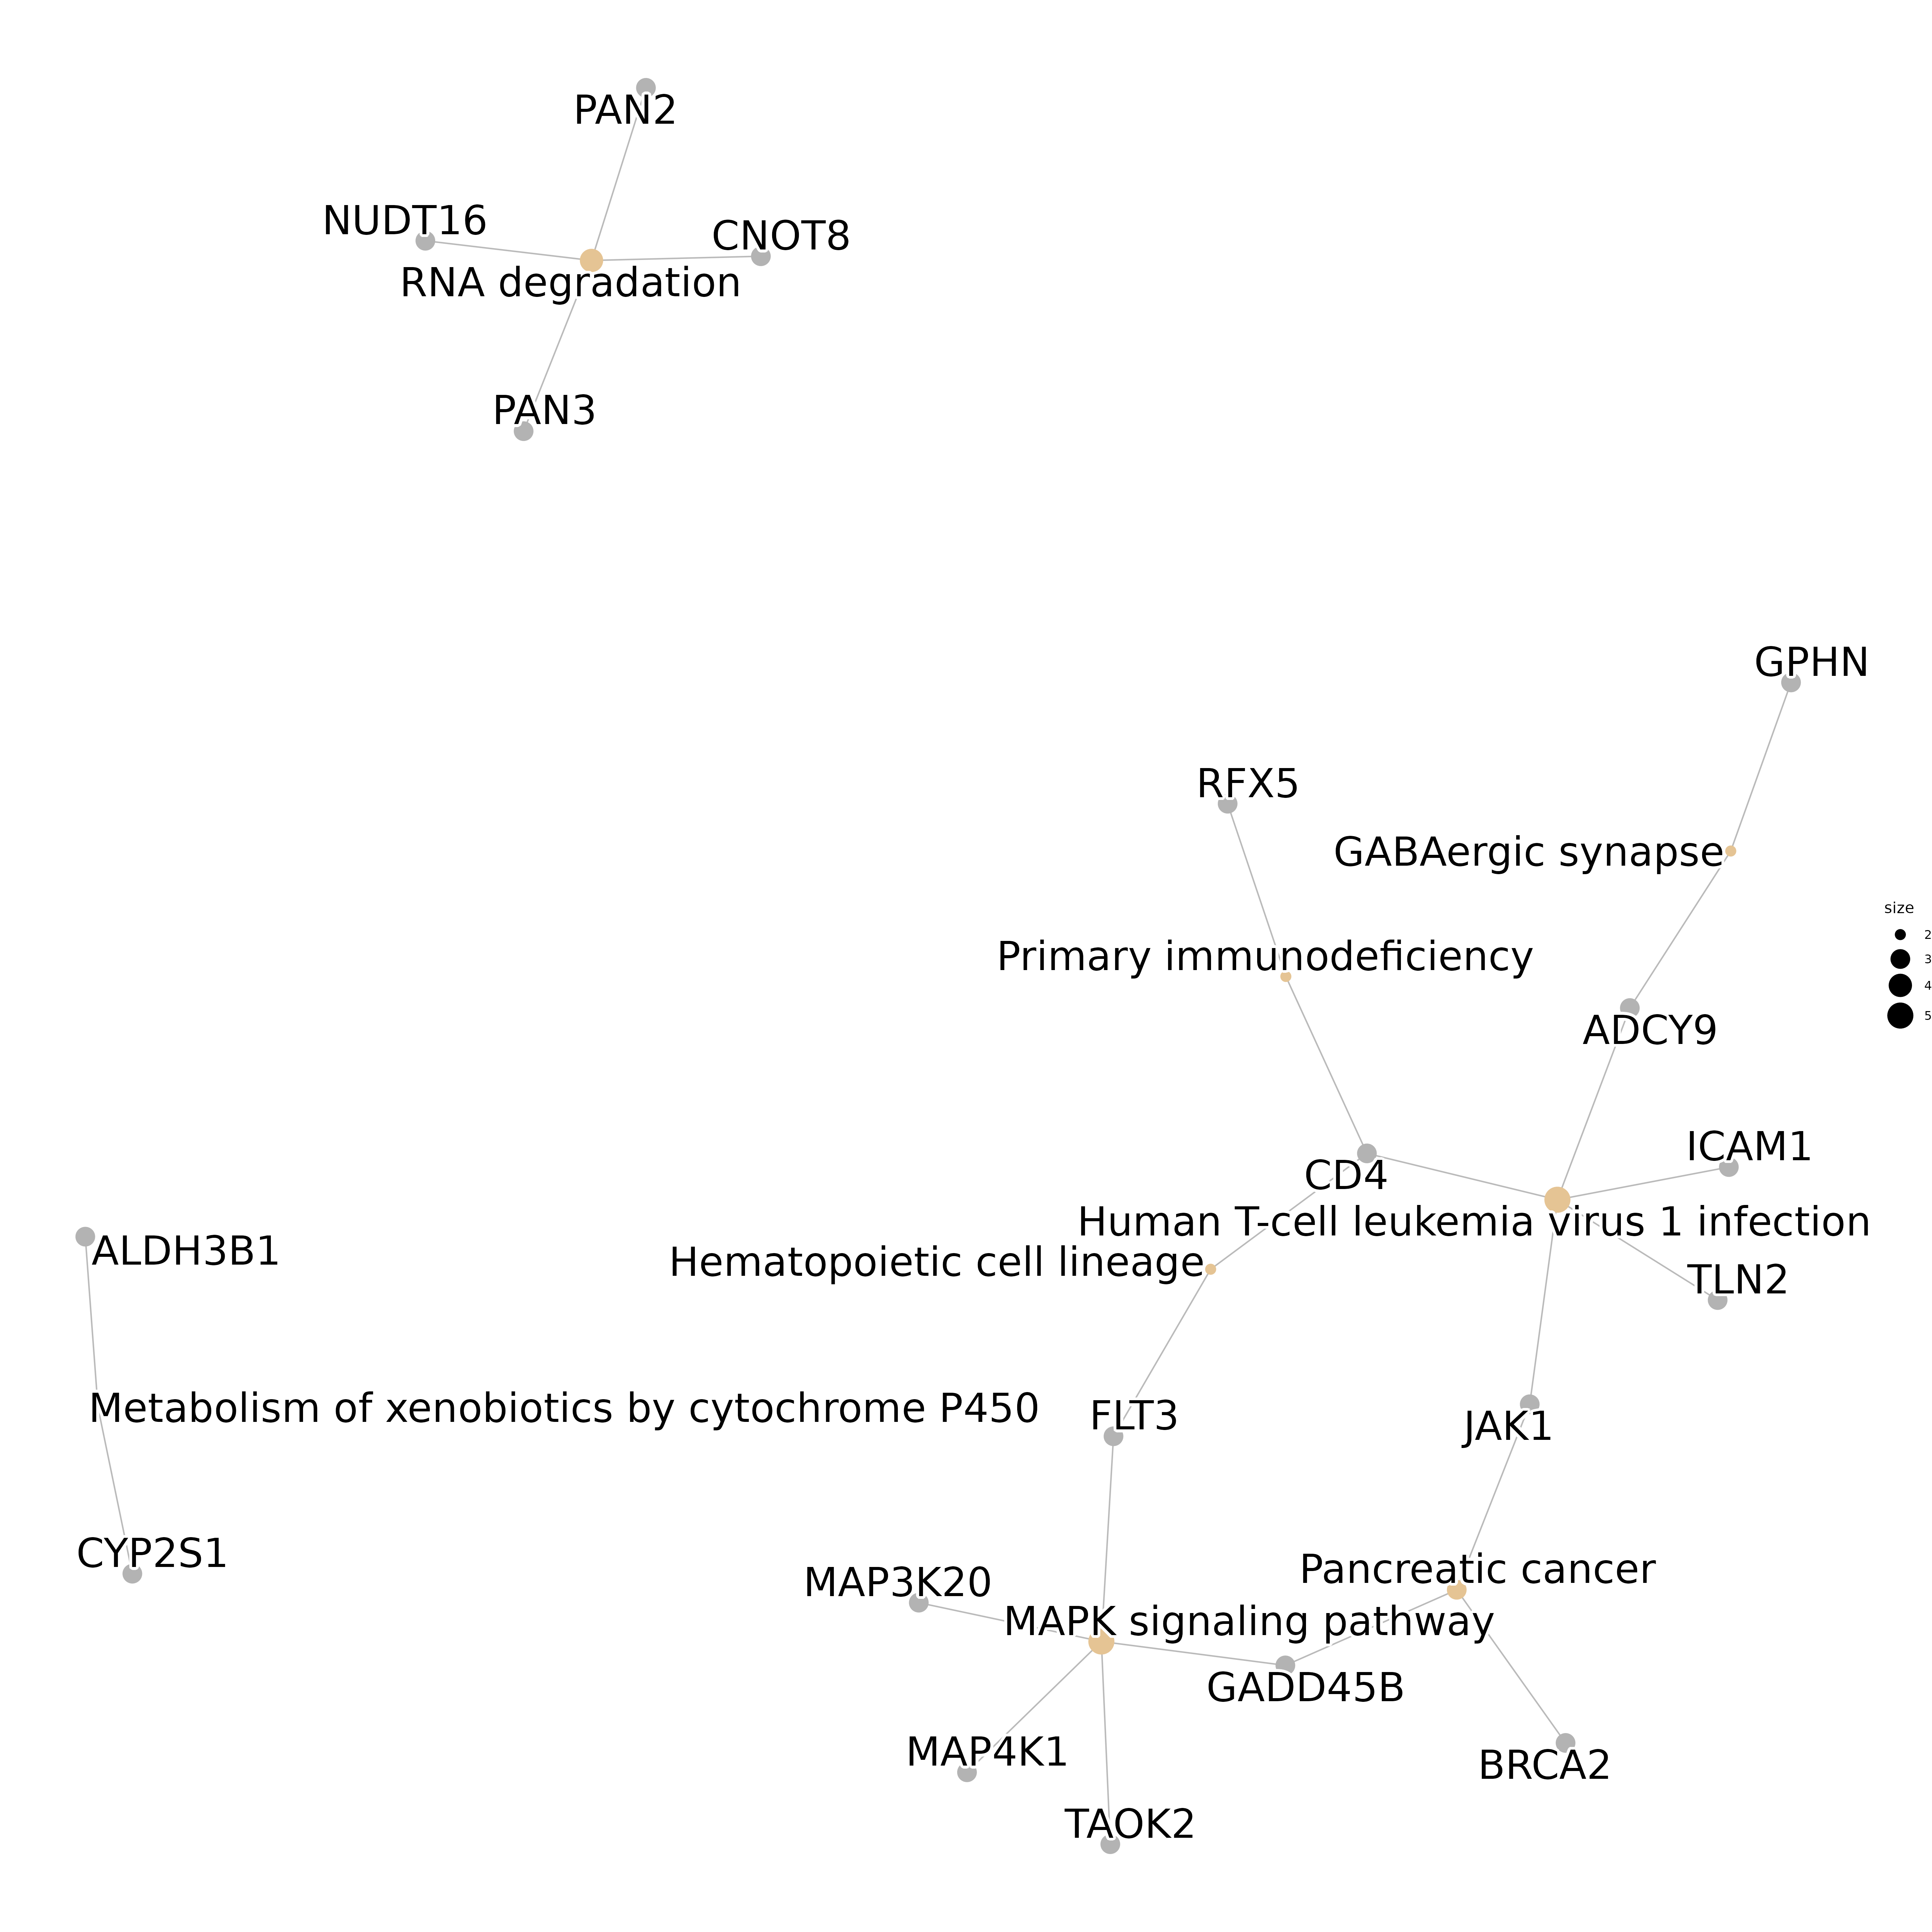 PAN2
NUDT16
CNOT8
RNA degradation
PAN3
GPHN
RFX5
GABAergic synapse
size
2
3
4
5
Primary immunodeficiency
ADCY9
ICAM1
CD4
Human T-cell leukemia virus 1 infection
ALDH3B1
Hematopoietic cell lineage
TLN2
Metabolism of xenobiotics by cytochrome P450
FLT3
JAK1
CYP2S1
Pancreatic cancer
MAP3K20
MAPK signaling pathway
GADD45B
MAP4K1
BRCA2
TAOK2